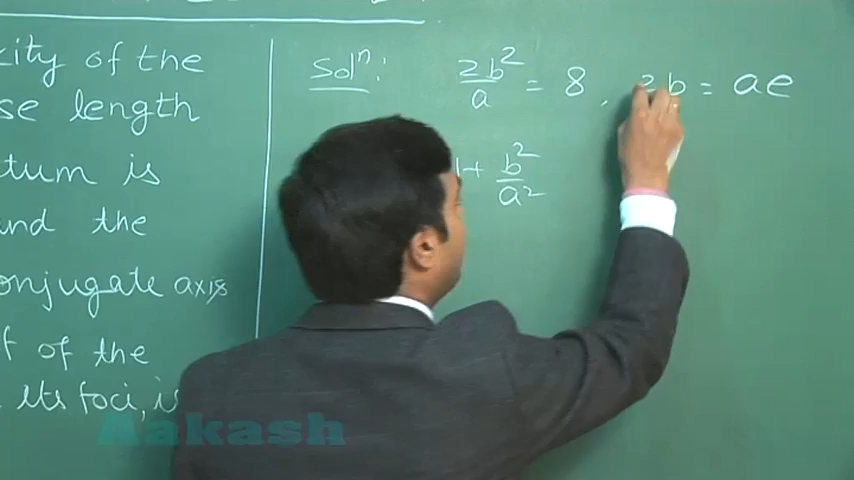 city of the
se length
tum is
nd the
onjugate axis
f of the
its foci, is
Solⁿ: 2b²/a = 8, 2b = ae
1 + b²/a²
Aakash